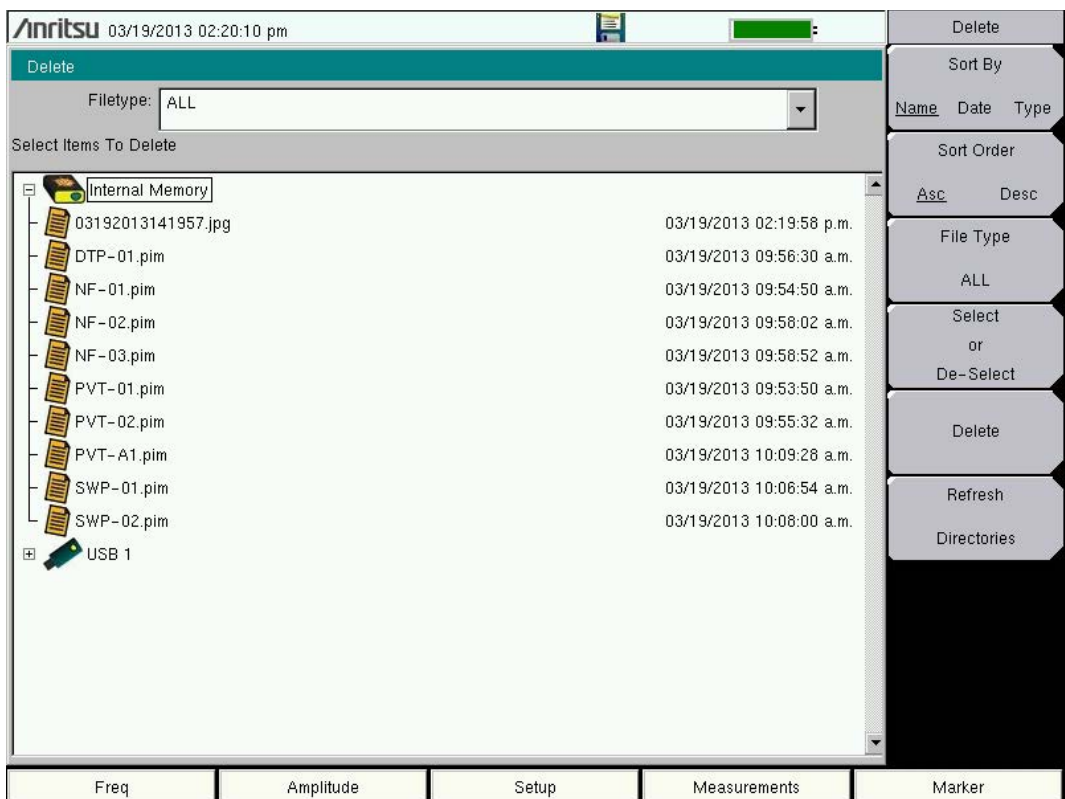 Anritsu 03/19/2013 02:20:10 pm
Delete
Filetype: ALL
Select Items To Delete
Internal Memory
03192013141957.jpg 03/19/2013 02:19:58 p.m.
DTP-01.pim 03/19/2013 09:56:30 a.m.
NF-01.pim 03/19/2013 09:54:50 a.m.
NF-02.pim 03/19/2013 09:58:02 a.m.
NF-03.pim 03/19/2013 09:58:52 a.m.
PVT-01.pim 03/19/2013 09:53:50 a.m.
PVT-02.pim 03/19/2013 09:55:32 a.m.
PVT-A1.pim 03/19/2013 10:09:28 a.m.
SWP-01.pim 03/19/2013 10:06:54 a.m.
SWP-02.pim 03/19/2013 10:08:00 a.m.
USB 1
Delete
Sort By
Name Date Type
Sort Order
Asc Desc
File Type
ALL
Select
or
De-Select
Delete
Refresh
Directories
Freq Amplitude Setup Measurements Marker